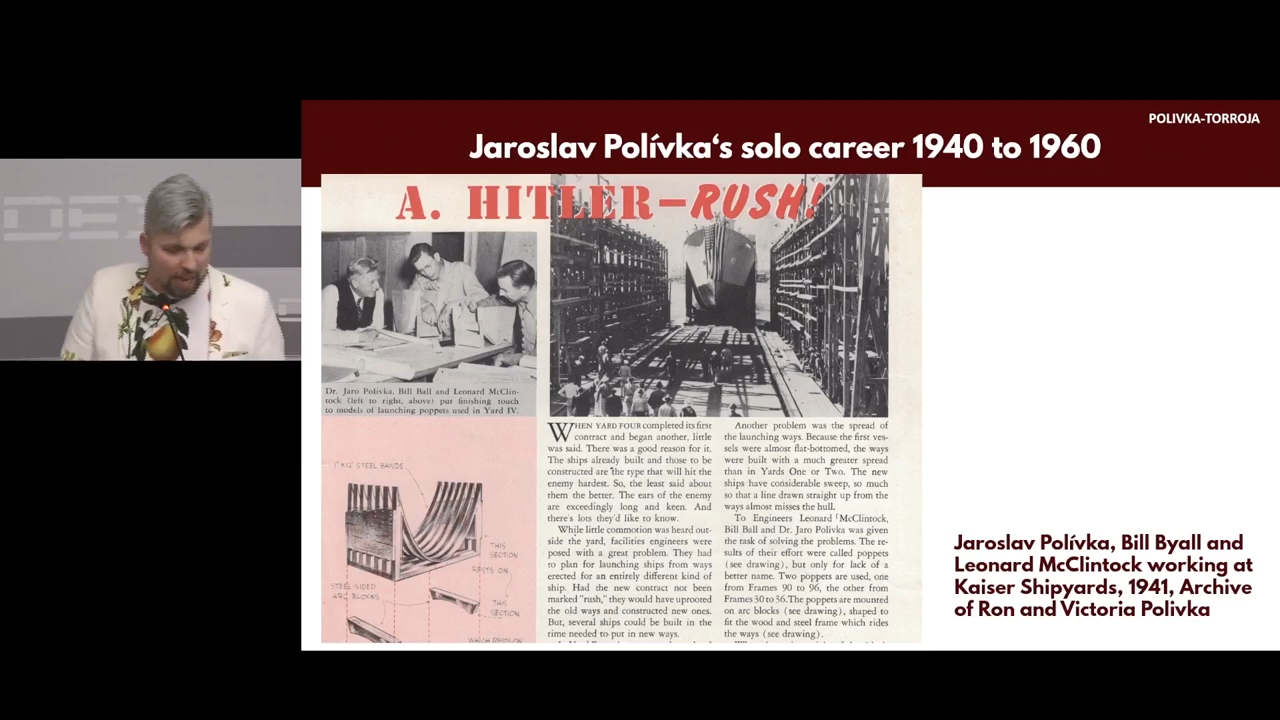 POLIVKA-TORROJA
Jaroslav Polívka‘s solo career 1940 to 1960
A. HITLER—RUSH!
Dr. Jaro Polivka, Bill Ball and Leonard McClin-
tock (left to right, above) put finishing touch
to models of launching poppets used in Yard IV.
1"X12" STEEL BANDS
THIS
SECTION
RESTS ON
STEEL-SIDED
ARC BLOCKS
THIS
SECTION
WHEN YARD FOUR completed its first
contract and began another, little
was said. There was a good reason for it.
The ships already built and those to be
constructed are the type that will hit the
enemy hardest. So, the least said about
them the better. The ears of the enemy
are exceedingly long and keen. And
there's lots they'd like to know.
While little commotion was heard out-
side the yard, facilities engineers were
posed with a great problem. They had
to plan for launching ships from ways
erected for an entirely different kind of
ship. Had the new contract not been
marked "rush," they would have uprooted
the old ways and constructed new ones.
But, several ships could be built in the
time needed to put in new ways.
Another problem was the spread of
the launching ways. Because the first ves-
sels were almost flat-bottomed, the ways
were built with a much greater spread
than in Yards One or Two. The new
ships have considerable sweep, so much
so that a line drawn straight up from the
ways almost misses the hull.
To Engineers Leonard McClintock,
Bill Ball and Dr. Jaro Polivka was given
the task of solving the problems. The re-
sults of their effort were called poppets
(see drawing), but only for lack of a
better name. Two poppets are used, one
from Frames 90 to 96, the other from
Frames 30 to 36. The poppets are mounted
on arc blocks (see drawing), shaped to
fit the wood and steel frame which rides
the ways (see drawing).
Jaroslav Polívka, Bill Byall and
Leonard McClintock working at
Kaiser Shipyards, 1941, Archive
of Ron and Victoria Polivka